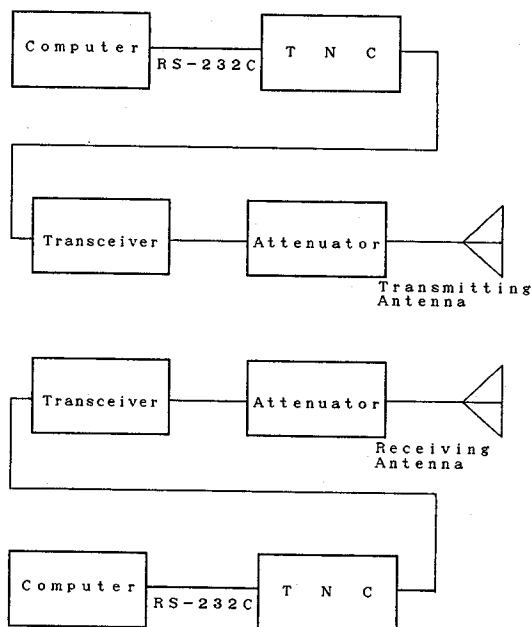 Computer
RS-232C
T N C
Transceiver
Attenuator
Transmitting
Antenna
Transceiver
Attenuator
Receiving
Antenna
Computer
RS-232C
T N C